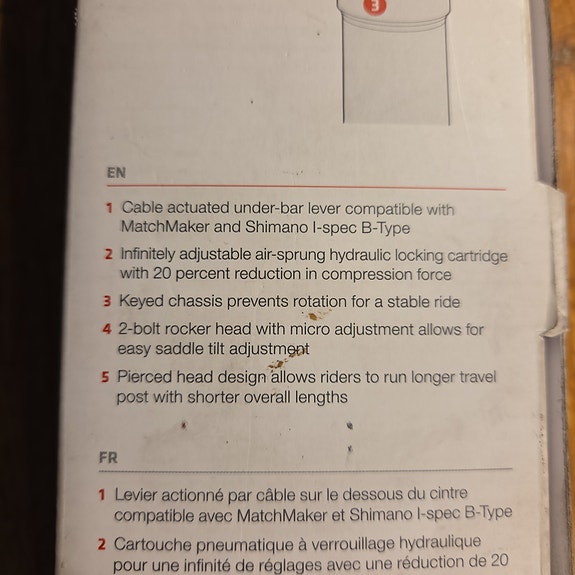 3
EN
1 Cable actuated under-bar lever compatible with
MatchMaker and Shimano I-spec B-Type
2 Infinitely adjustable air-sprung hydraulic locking cartridge
with 20 percent reduction in compression force
3 Keyed chassis prevents rotation for a stable ride
4 2-bolt rocker head with micro adjustment allows for
easy saddle tilt adjustment
5 Pierced head design allows riders to run longer travel
post with shorter overall lengths
FR
1 Levier actionné par câble sur le dessous du cintre
compatible avec MatchMaker et Shimano I-spec B-Type
2 Cartouche pneumatique à verrouillage hydraulique
pour une infinité de réglages avec une réduction de 20